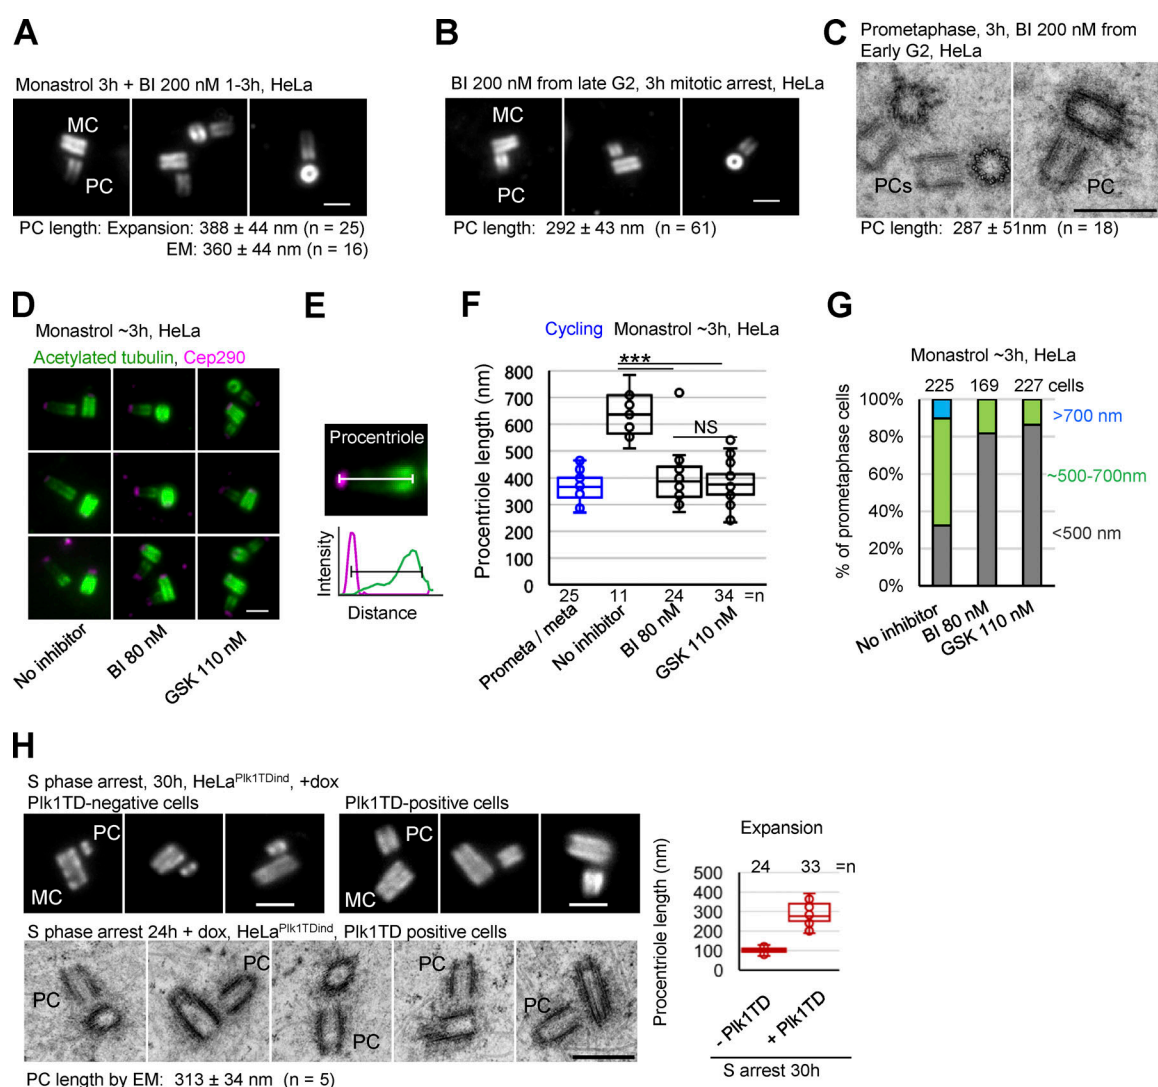 A
Monastrol 3h + BI 200 nM 1-3h, HeLa
MC
PC
PC length: Expansion: 388 ± 44 nm (n = 25)
EM: 360 ± 44 nm (n = 16)
B
BI 200 nM from late G2, 3h mitotic arrest, HeLa
MC
PC
PC length: 292 ± 43 nm (n = 61)
C
Prometaphase, 3h, BI 200 nM from
Early G2, HeLa
PCs
PC
PC length: 287 ± 51nm (n = 18)
D
Monastrol ~3h, HeLa
Acetylated tubulin, Cep290
No inhibitor
BI 80 nM
GSK 110 nM
E
Procentriole
Intensity
Distance
F
Cycling Monastrol ~3h, HeLa
***
NS
Procentriole length (nm)
800
700
600
500
400
300
200
100
0
25 11 24 34 =n
Prometa / meta
No inhibitor
BI 80 nM
GSK 110 nM
G
Monastrol ~3h, HeLa
225 169 227 cells
% of prometaphase cells
100%
80%
60%
40%
20%
0%
>700 nm
~500-700nm
<500 nm
No inhibitor
BI 80 nM
GSK 110 nM
H
S phase arrest, 30h, HeLaPlk1TDind, +dox
Plk1TD-negative cells
Plk1TD-positive cells
PC
MC
PC
MC
S phase arrest 24h + dox, HeLaPlk1TDind, Plk1TD positive cells
PC
PC
PC
PC
PC
PC
PC length by EM: 313 ± 34 nm (n = 5)
Expansion
24 33 =n
Procentriole length (nm)
500
400
300
200
100
0
- Plk1TD
+ Plk1TD
S arrest 30h